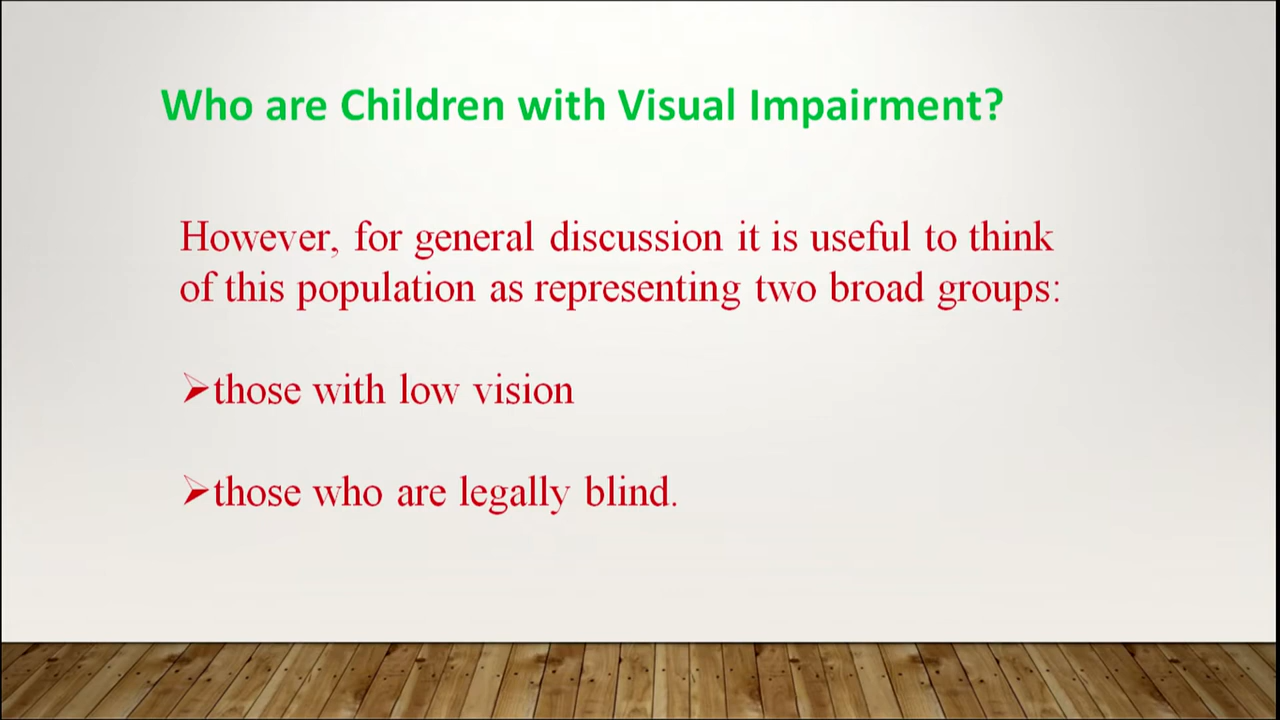 Who are Children with Visual Impairment?
However, for general discussion it is useful to think
of this population as representing two broad groups:
➢those with low vision
➢those who are legally blind.